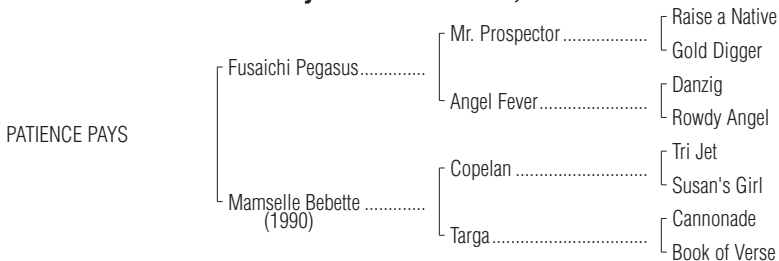 Raise a Native
Mr. Prospector
Gold Digger
Fusaichi Pegasus
Danzig
Angel Fever
Rowdy Angel
PATIENCE PAYS
Tri Jet
Copelan
Susan's Girl
Mamselle Bebette
(1990)
Cannonade
Targa
Book of Verse